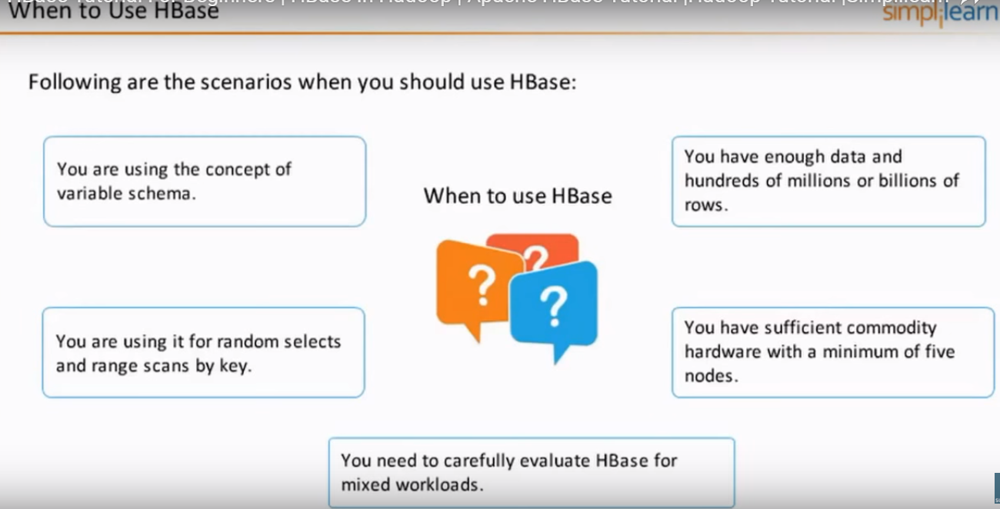 When to Use HBase
HBase Tutorial For Beginners | HBase In Hadoop | Apache HBase Tutorial |Hadoop Tutorial |Simplilearn
simplilearn
Following are the scenarios when you should use HBase:
You are using the concept of
variable schema.
When to use HBase
You have enough data and
hundreds of millions or billions of
rows.
?
?
?
You are using it for random selects
and range scans by key.
You have sufficient commodity
hardware with a minimum of five
nodes.
You need to carefully evaluate HBase for
mixed workloads.